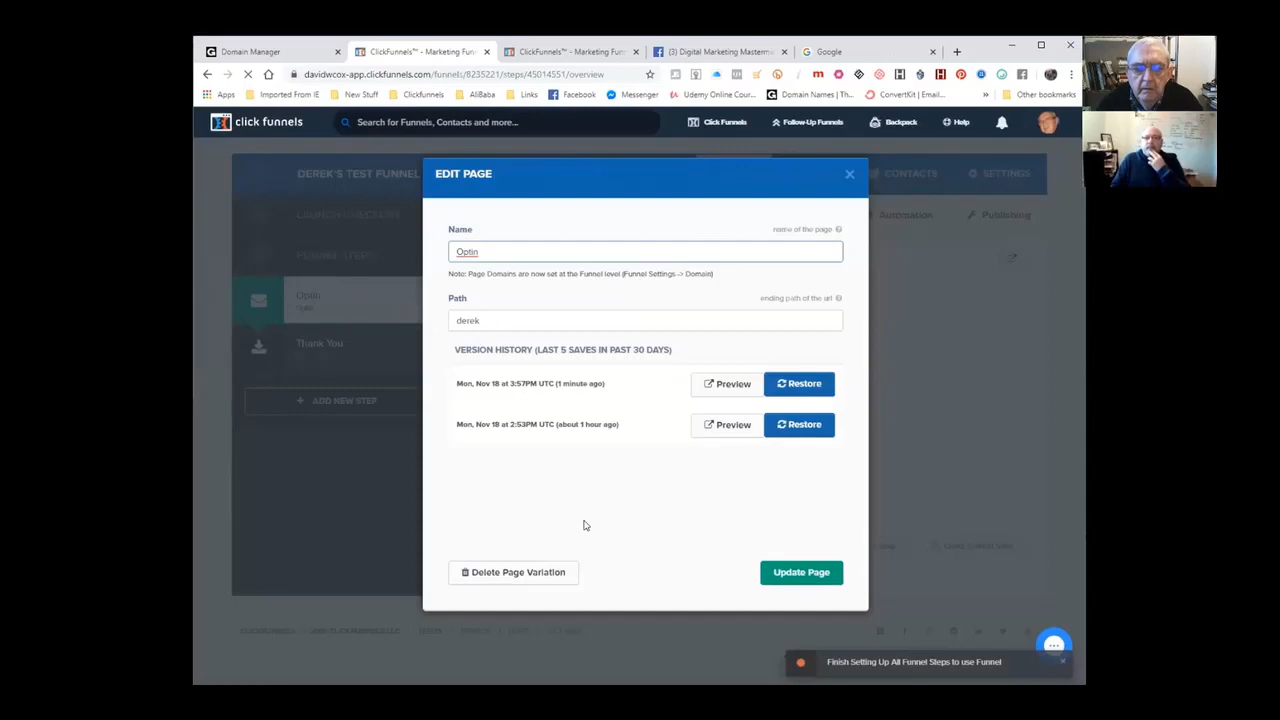 Domain Manager
ClickFunnels™ - Marketing Fun
ClickFunnels™ - Marketing Fun
(3) Digital Marketing Masterm
Google
davidwcox-app.clickfunnels.com/funnels/8235221/steps/45014551/overview
Apps
Imported From IE
New Stuff
Clickfunnels
AliBaba
Links
Facebook
Messenger
Udemy Online Cour...
Domain Names | Th...
ConvertKit | Email...
»
Other bookmarks
click funnels
Search for Funnels, Contacts and more...
Click Funnels
Follow-Up Funnels
Backpack
Help
DEREK'S TEST FUNNEL
CONTACTS
SETTINGS
LAUNCH CHECKLIST
Automation
Publishing
Optin
Thank You
+ ADD NEW STEP
EDIT PAGE
Name
name of the page
Optin
Note: Page Domains are now set at the Funnel level (Funnel Settings -> Domain)
Path
ending path of the url
derek
VERSION HISTORY (LAST 5 SAVES IN PAST 30 DAYS)
Mon, Nov 18 at 3:57PM UTC (1 minute ago)
Preview
Restore
Mon, Nov 18 at 2:53PM UTC (about 1 hour ago)
Preview
Restore
Delete Page Variation
Update Page
Finish Setting Up All Funnel Steps to use Funnel